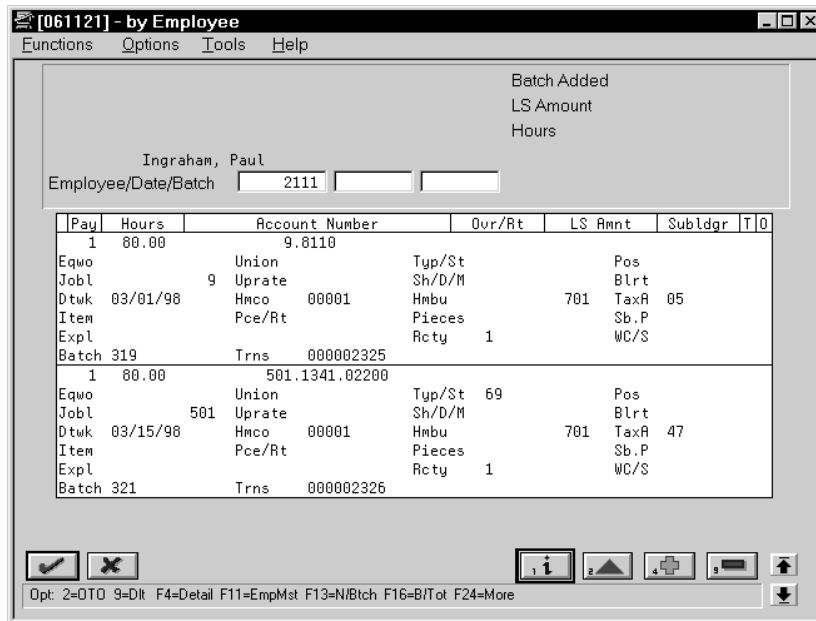 [061121] - by Employee
Functions Options Tools Help
Batch Added
LS Amount
Hours
Ingraham, Paul
Employee/Date/Batch 2111
Pay Hours Account Number Ovr/Rt LS Amnt Subldgr T O
1 80.00 9.8110
Eqwo Union Typ/St Pos
Jobl 9 Uprate Sh/D/M Blrt
Dtwk 03/01/98 Hmco 00001 Hmbu 701 TaxA 05
Item Pce/Rt Pieces Sb.P
Expl Rcty 1 WC/S
Batch 319 Trns 000002325
1 80.00 501.1341.02200
Eqwo Union Typ/St 69 Pos
Jobl 501 Uprate Sh/D/M Blrt
Dtwk 03/15/98 Hmco 00001 Hmbu 701 TaxA 47
Item Pce/Rt Pieces Sb.P
Expl Rcty 1 WC/S
Batch 321 Trns 000002326
1 i 2 4 9
Opt: 2=OTO 9=Dlt F4=Detail F11=EmpMst F13=N/Btch F16=B/Tot F24=More